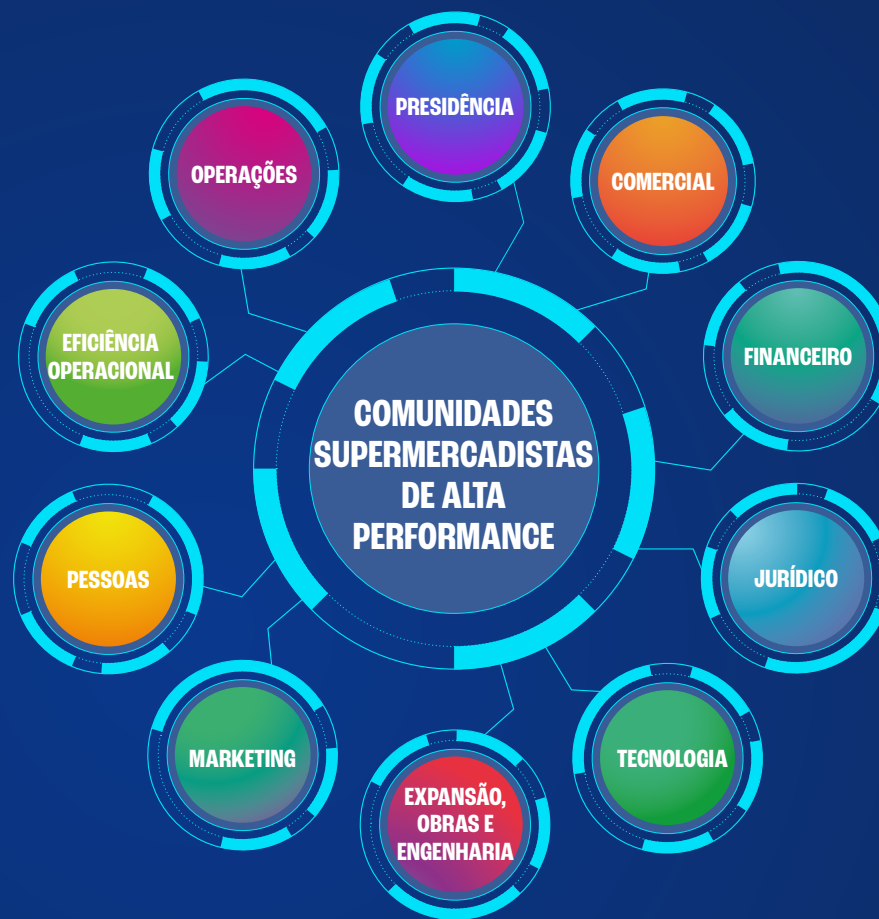 PRESIDÊNCIA
OPERAÇÕES
COMERCIAL
EFICIÊNCIA
OPERACIONAL
FINANCEIRO
COMUNIDADES
SUPERMERCADISTAS
DE ALTA
PERFORMANCE
PESSOAS
JURÍDICO
MARKETING
TECNOLOGIA
EXPANSÃO,
OBRAS E
ENGENHARIA